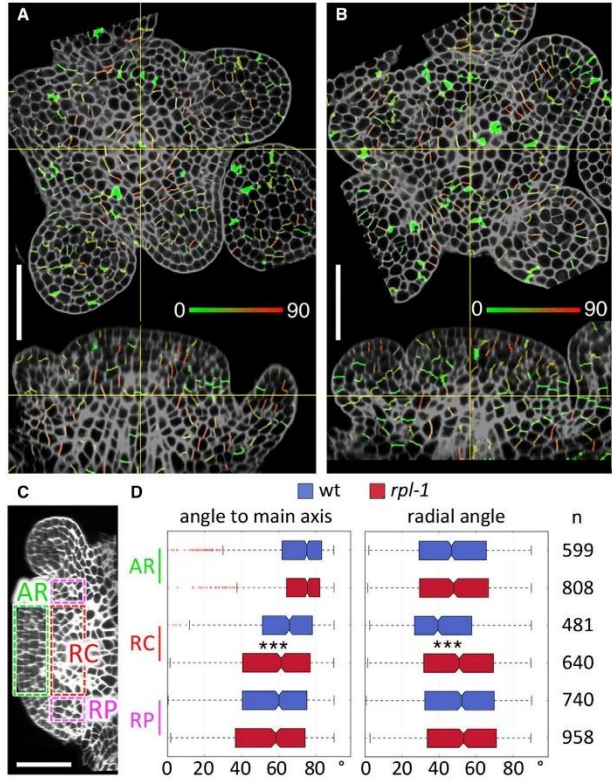 A
B
0 90
0 90
C
AR
RC
RP
D
wt rpl-1
angle to main axis radial angle n
AR
599
808
RC
481
*** ***
640
RP
740
958
0 20 40 60 80 ° 0 20 40 60 80 °